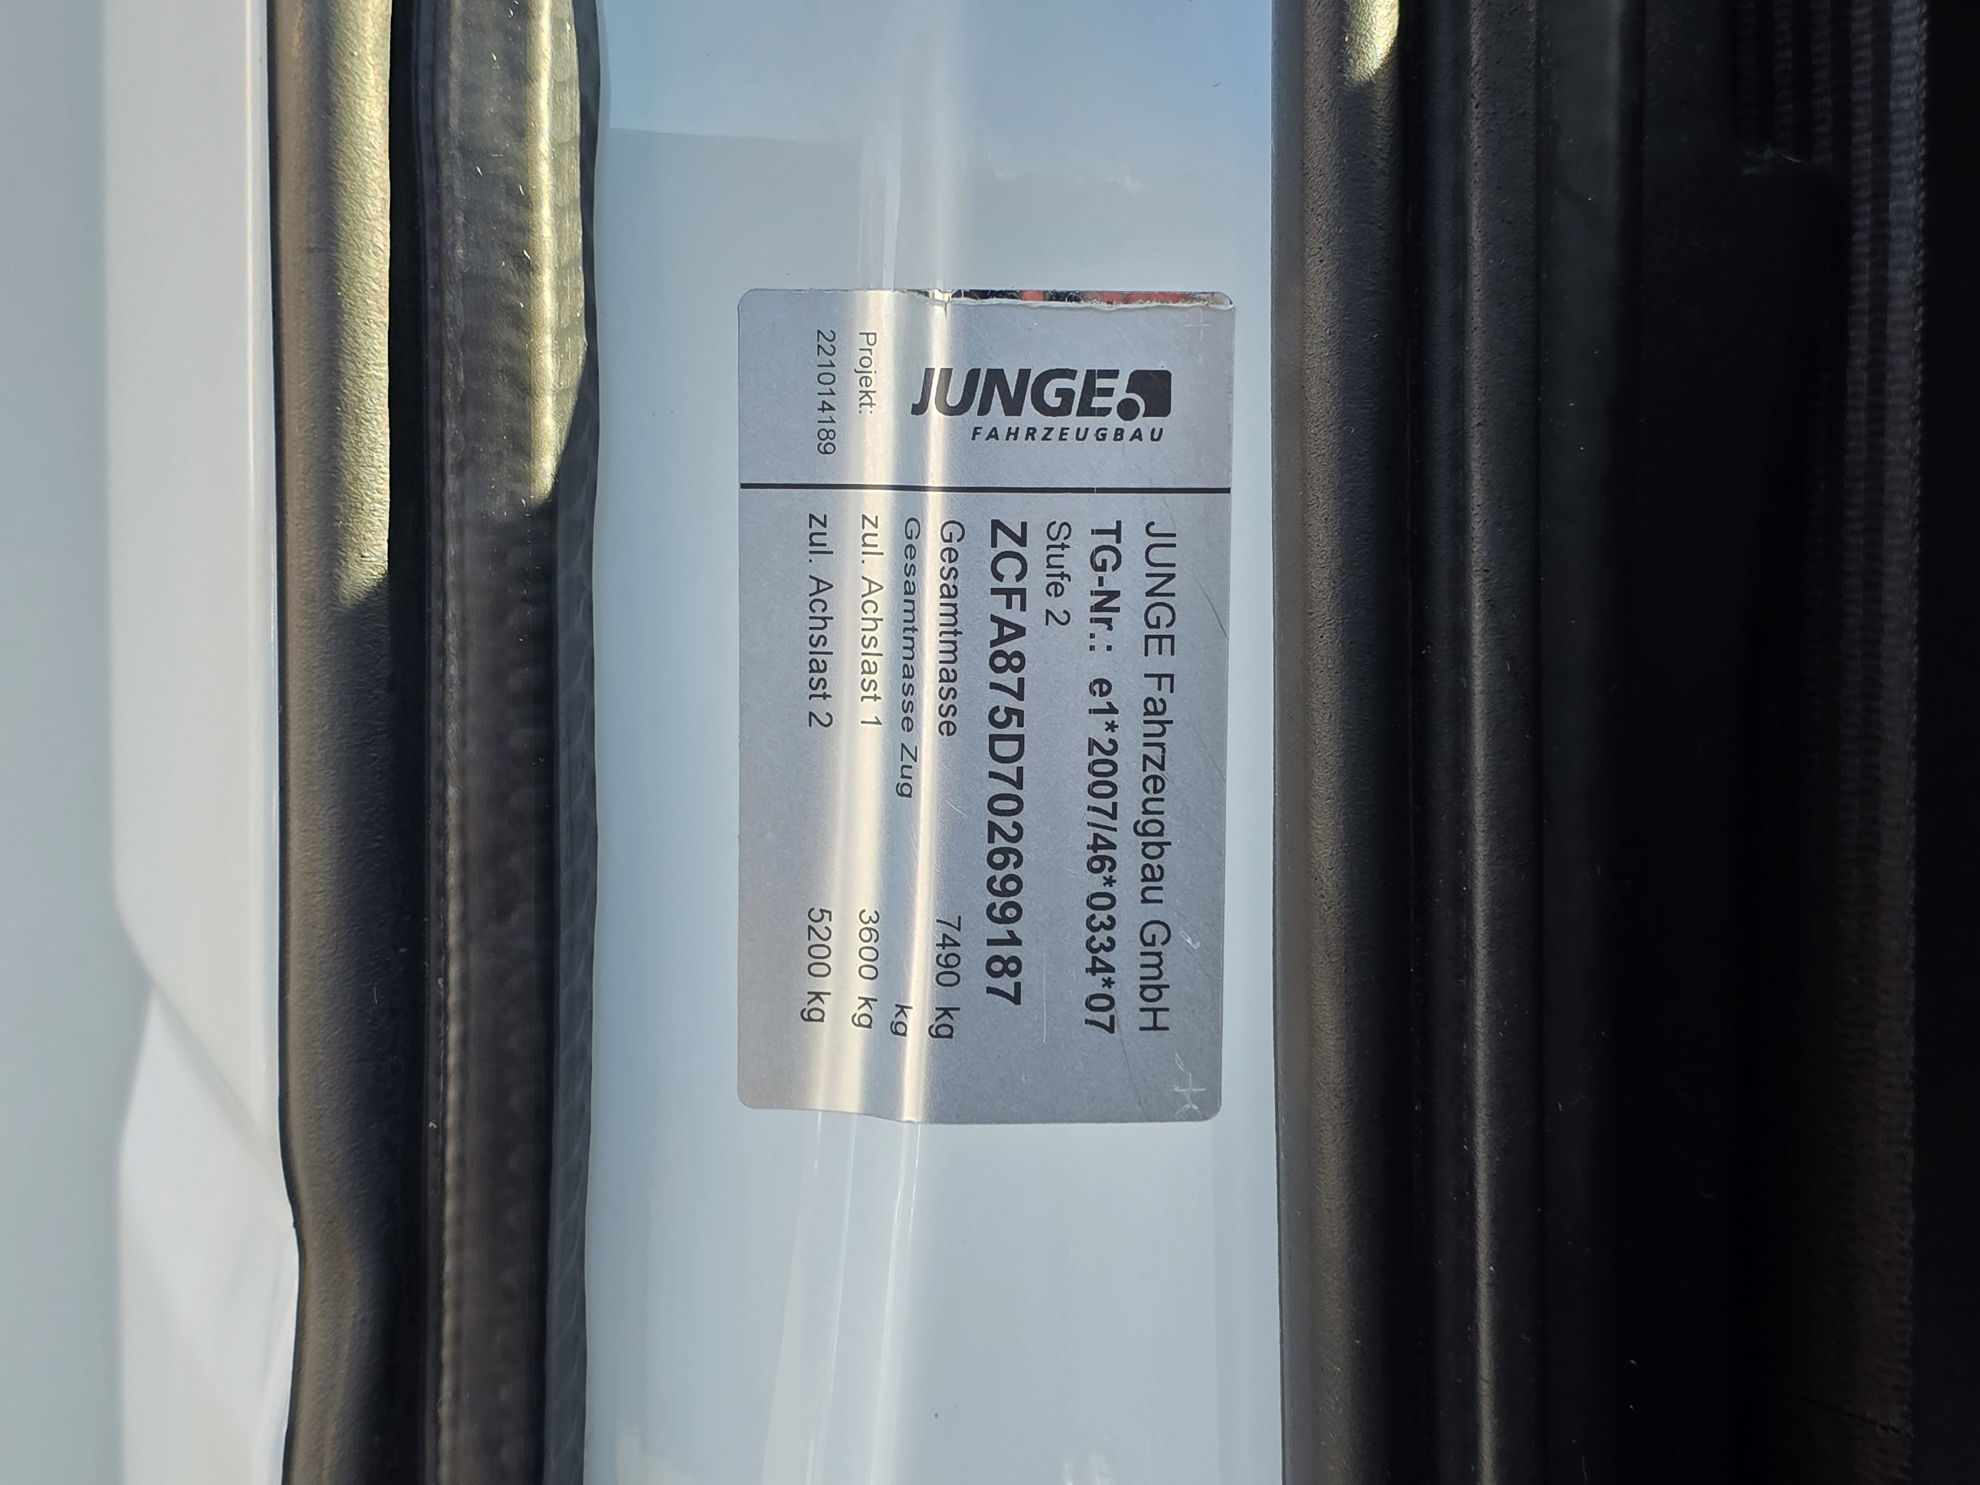 JUNGE
FAHRZEUGBAU
Projekt:
221014189
JUNGE Fahrzeugbau GmbH
TG-Nr.: e1*2007/46*0334*07
Stufe 2
ZCFA875D702699187
Gesamtmasse 7490 kg
Gesamtmasse Zug kg
zul. Achslast 1 3600 kg
zul. Achslast 2 5200 kg